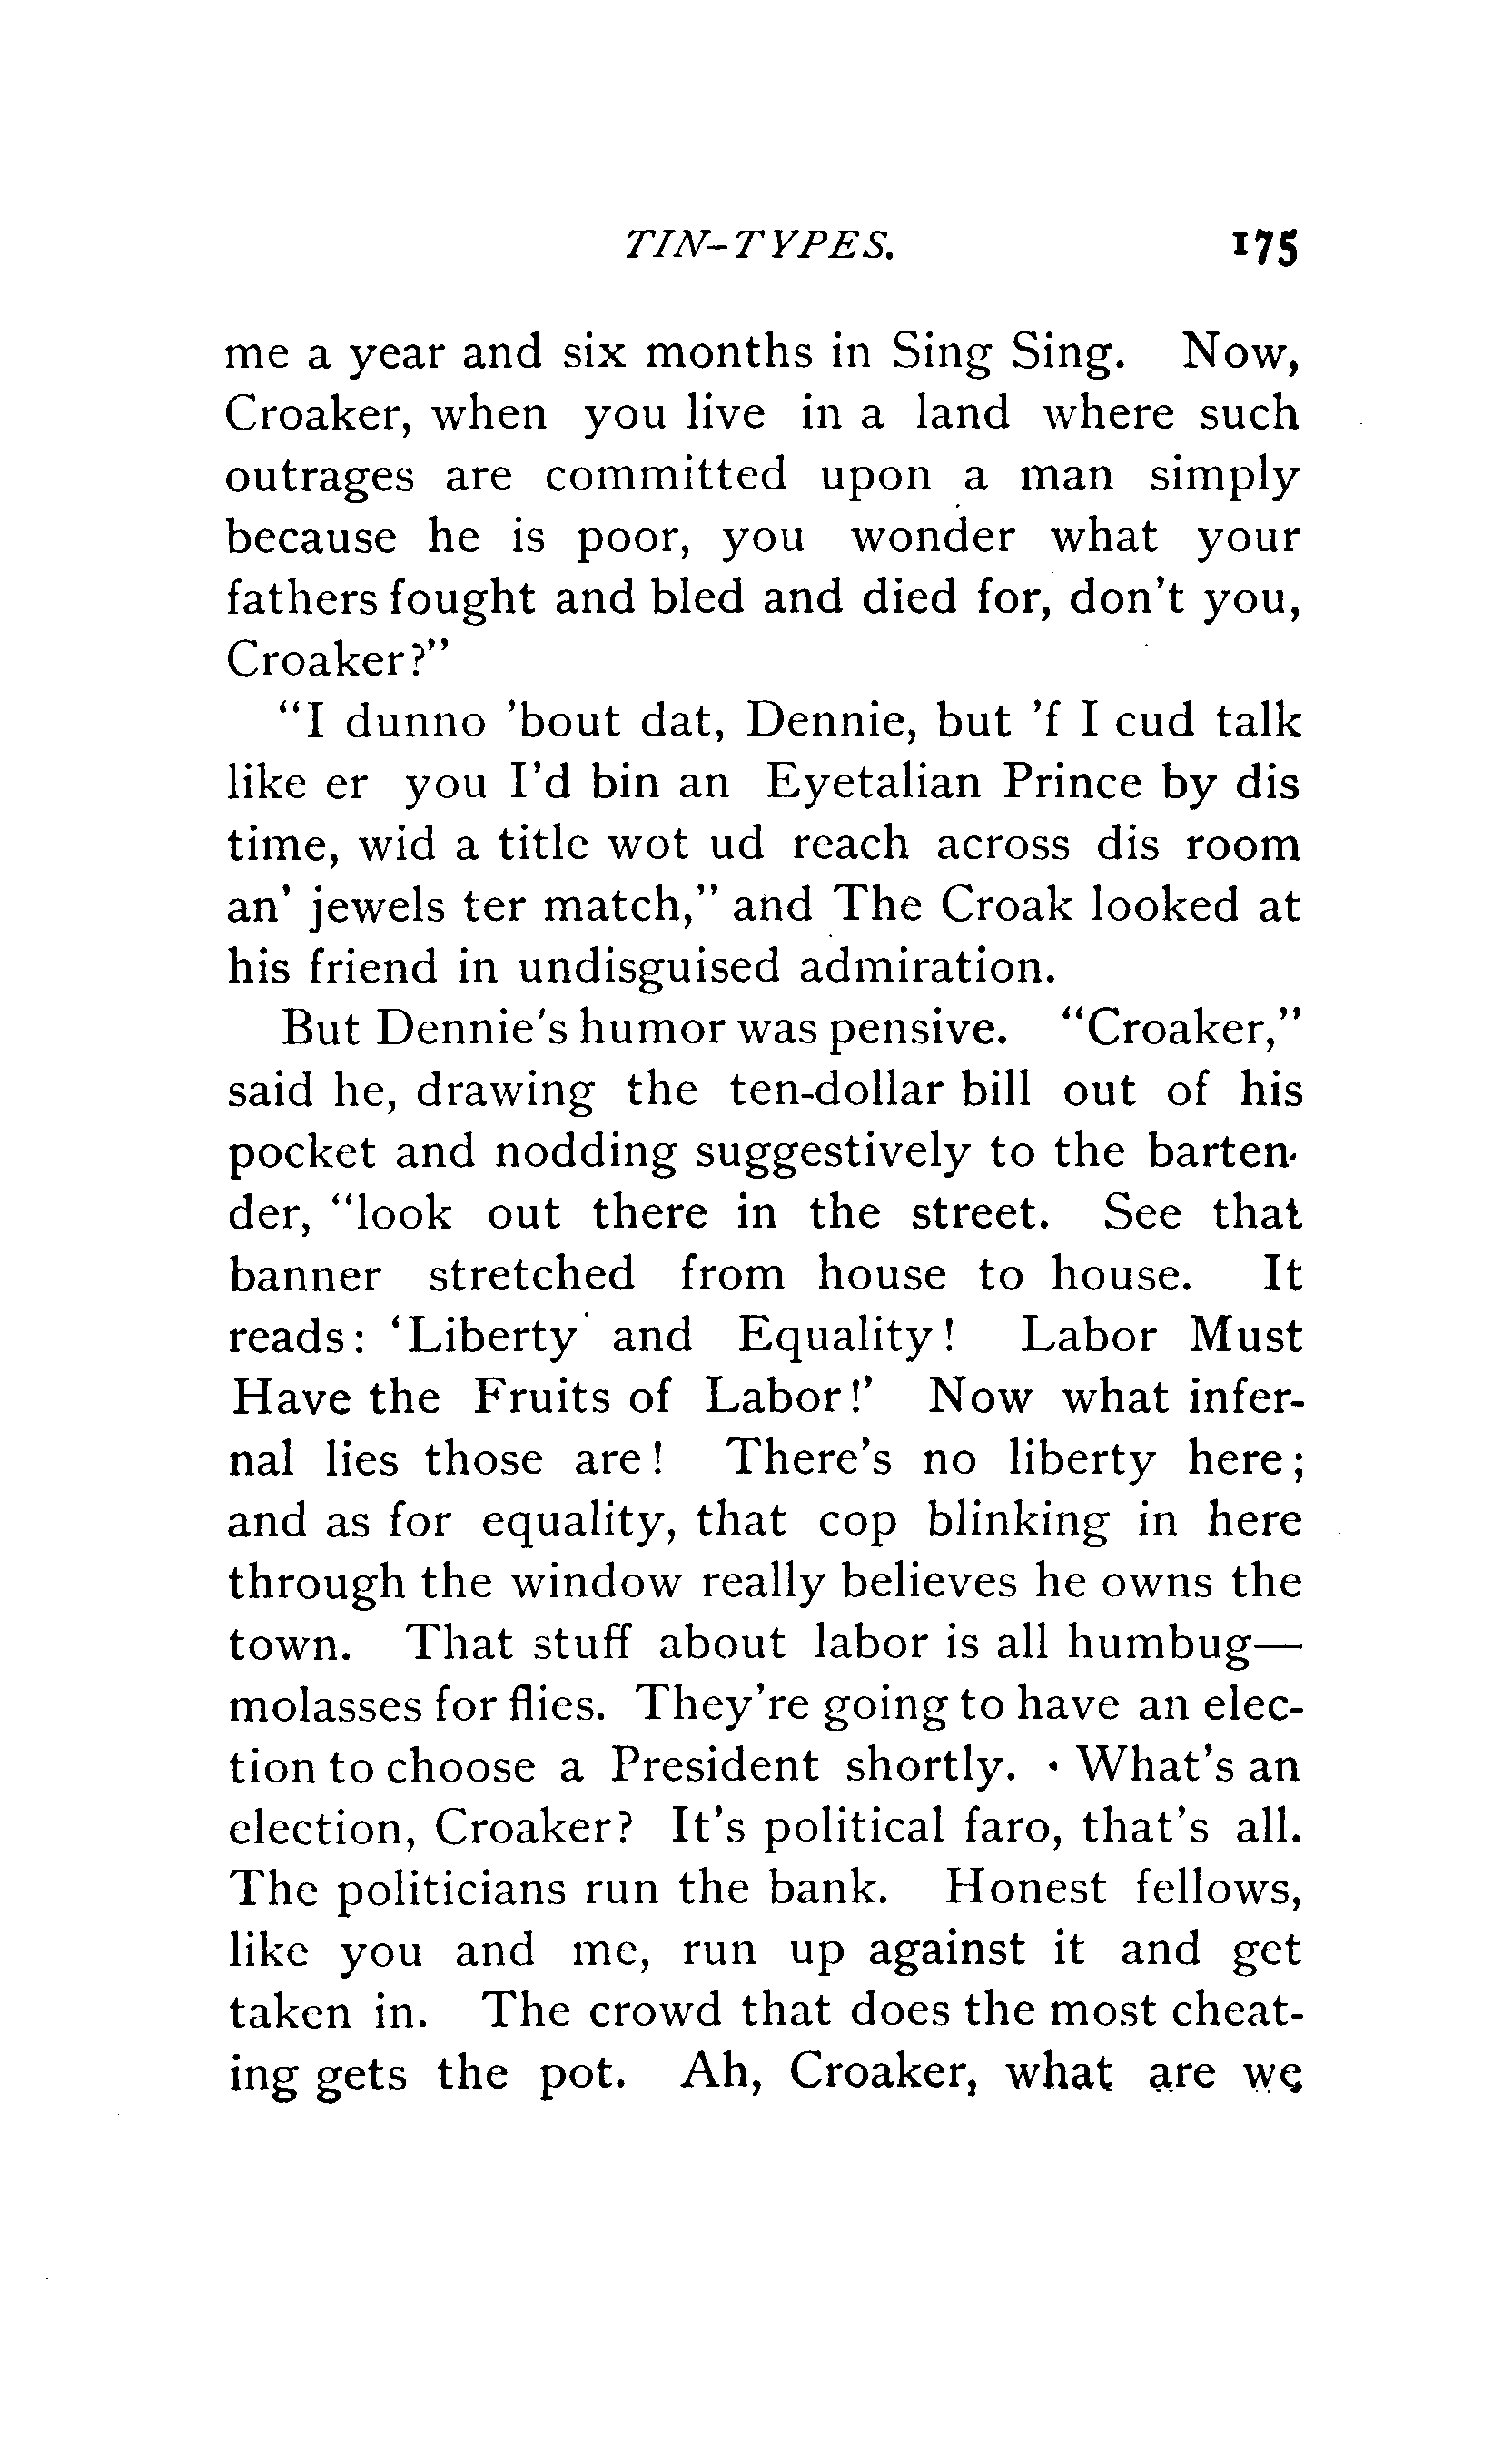 TIN-TYPES. 175
me a year and six months in Sing Sing. Now,
Croaker, when you live in a land where such
outrages are committed upon a man simply
because he is poor, you wonder what your
fathers fought and bled and died for, don't you,
Croaker?"
"I dunno 'bout dat, Dennie, but 'f I cud talk
like er you I'd bin an Eyetalian Prince by dis
time, wid a title wot ud reach across dis room
an' jewels ter match," and The Croak looked at
his friend in undisguised admiration.
But Dennie's humor was pensive. "Croaker,"
said he, drawing the ten-dollar bill out of his
pocket and nodding suggestively to the barten-
der, "look out there in the street. See that
banner stretched from house to house. It
reads: 'Liberty and Equality! Labor Must
Have the Fruits of Labor!' Now what infer-
nal lies those are! There's no liberty here;
and as for equality, that cop blinking in here
through the window really believes he owns the
town. That stuff about labor is all humbug—
molasses for flies. They're going to have an elec-
tion to choose a President shortly. What's an
election, Croaker? It's political faro, that's all.
The politicians run the bank. Honest fellows,
like you and me, run up against it and get
taken in. The crowd that does the most cheat-
ing gets the pot. Ah, Croaker, what are we